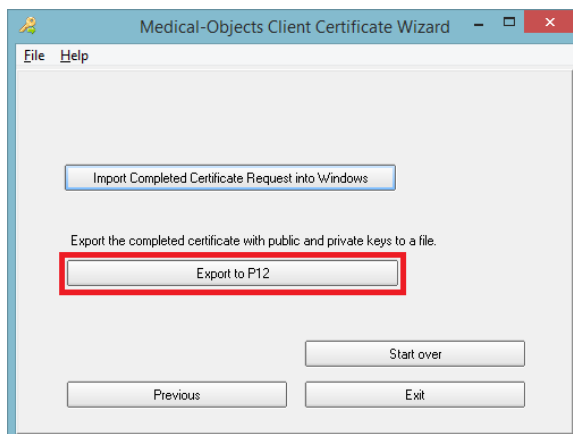 Medical-Objects Client Certificate Wizard
File Help
Import Completed Certificate Request into Windows
Export the completed certificate with public and private keys to a file.
Export to P12
Start over
Previous Exit